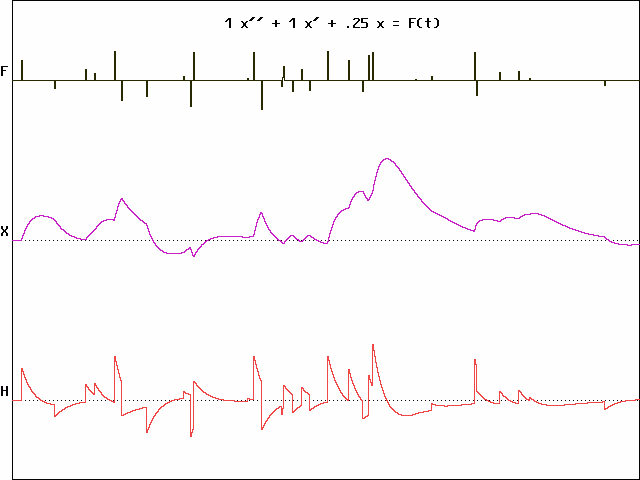 1 x′′ + 1 x′ + .25 x = F(t)
F
X
H